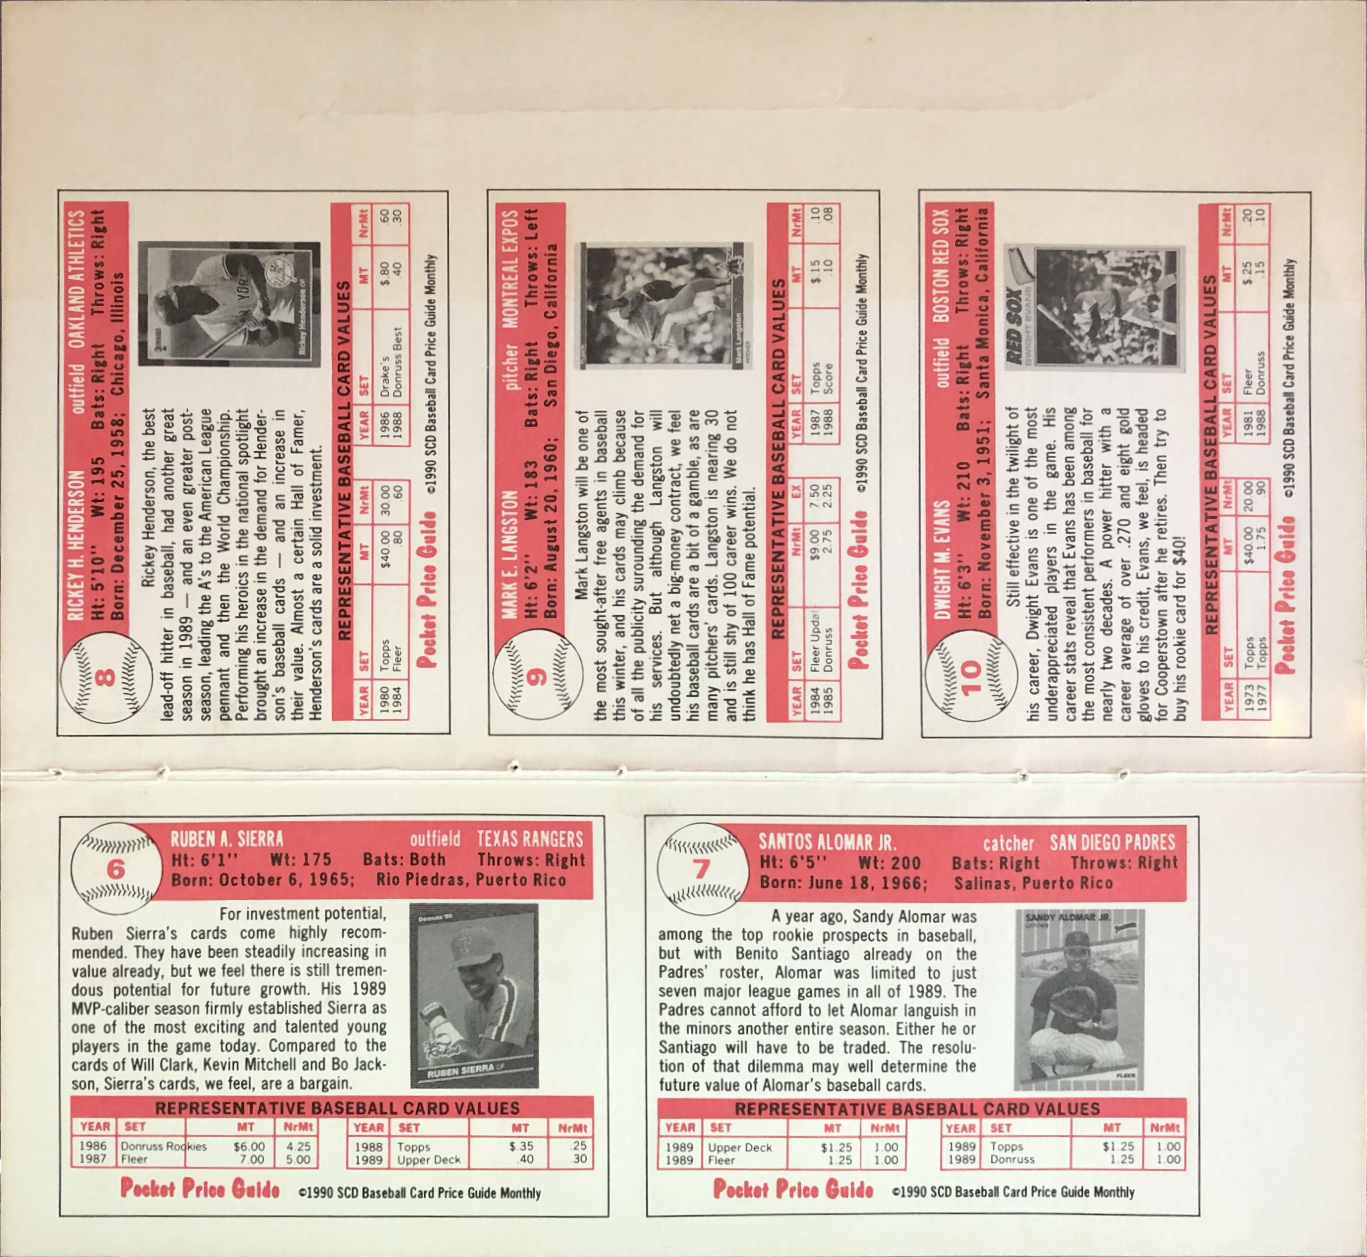 8
RICKEY H. HENDERSON outfield OAKLAND ATHLETICS
Ht: 5'10" Wt: 195 Bats: Right Throws: Right
Born: December 25, 1958; Chicago, Illinois
Rickey Henderson, the best
lead-off hitter in baseball, had another great
season in 1989 — and an even greater post-
season, leading the A's to the American League
pennant and then the World Championship.
Performing his heroics in the national spotlight
brought an increase in the demand for Hender-
son's baseball cards — and an increase in
their value. Almost a certain Hall of Famer,
Henderson's cards are a solid investment.
Rickey Henderson OF
REPRESENTATIVE BASEBALL CARD VALUES
YEAR SET MT NrMt YEAR SET MT NrMt
1980 Topps $40.00 30.00 1986 Drake's $.80 .60
1984 Fleer .80 .60 1988 Donruss Best .40 .30
Pocket Price Guide ©1990 SCD Baseball Card Price Guide Monthly
9
MARK E. LANGSTON pitcher MONTREAL EXPOS
Ht: 6'2" Wt: 183 Bats: Right Throws: Left
Born: August 20, 1960; San Diego, California
Mark Langston will be one of
the most sought-after free agents in baseball
this winter, and his cards may climb because
of all the publicity surounding the demand for
his services. But although Langston will
undoubtedly net a big-money contract, we feel
his baseball cards are a bit of a gamble, as are
many pitchers' cards. Langston is nearing 30
and is still shy of 100 career wins. We do not
think he has Hall of Fame potential.
Mark Langston
PITCHER
REPRESENTATIVE BASEBALL CARD VALUES
YEAR SET NrMt EX YEAR SET MT NrMt
1984 Fleer Updat $9.00 7.50 1987 Topps $.15 .10
1985 Donruss 2.75 2.25 1988 Score .10 .08
Pocket Price Guide ©1990 SCD Baseball Card Price Guide Monthly
10
DWIGHT M. EVANS outfield BOSTON RED SOX
Ht: 6'3" Wt: 210 Bats: Right Throws: Right
Born: November 3, 1951; Santa Monica, California
Still effective in the twilight of
his career, Dwight Evans is one of the most
underappreciated players in the game. His
career stats reveal that Evans has been among
the most consistent performers in baseball for
nearly two decades. A power hitter with a
career average of over .270 and eight gold
gloves to his credit, Evans, we feel, is headed
for Cooperstown after he retires. Then try to
buy his rookie card for $40!
RED SOX
DWIGHT EVANS
REPRESENTATIVE BASEBALL CARD VALUES
YEAR SET MT NrMt YEAR SET MT NrMt
1973 Topps $40.00 20.00 1981 Fleer $.25 .20
1977 Topps 1.75 .90 1988 Donruss .15 .10
Pocket Price Guide ©1990 SCD Baseball Card Price Guide Monthly
6
RUBEN A. SIERRA outfield TEXAS RANGERS
Ht: 6'1'' Wt: 175 Bats: Both Throws: Right
Born: October 6, 1965; Rio Piedras, Puerto Rico
For investment potential,
Ruben Sierra's cards come highly recom-
mended. They have been steadily increasing in
value already, but we feel there is still tremen-
dous potential for future growth. His 1989
MVP-caliber season firmly established Sierra as
one of the most exciting and talented young
players in the game today. Compared to the
cards of Will Clark, Kevin Mitchell and Bo Jack-
son, Sierra's cards, we feel, are a bargain.
Donruss '86
RUBEN SIERRA OF
REPRESENTATIVE BASEBALL CARD VALUES
YEAR SET MT NrMt YEAR SET MT NrMt
1986 Donruss Rookies $6.00 4.25 1988 Topps $.35 .25
1987 Fleer 7.00 5.00 1989 Upper Deck .40 .30
Pocket Price Guide ©1990 SCD Baseball Card Price Guide Monthly
7
SANTOS ALOMAR JR. catcher SAN DIEGO PADRES
Ht: 6'5'' Wt: 200 Bats: Right Throws: Right
Born: June 18, 1966; Salinas, Puerto Rico
A year ago, Sandy Alomar was
among the top rookie prospects in baseball,
but with Benito Santiago already on the
Padres' roster, Alomar was limited to just
seven major league games in all of 1989. The
Padres cannot afford to let Alomar languish in
the minors another entire season. Either he or
Santiago will have to be traded. The resolu-
tion of that dilemma may well determine the
future value of Alomar's baseball cards.
SANDY ALOMAR JR.
CATCHER
FLEER
REPRESENTATIVE BASEBALL CARD VALUES
YEAR SET MT NrMt YEAR SET MT NrMt
1989 Upper Deck $1.25 1.00 1989 Topps $1.25 1.00
1989 Fleer 1.25 1.00 1989 Donruss 1.25 1.00
Pocket Price Guide ©1990 SCD Baseball Card Price Guide Monthly